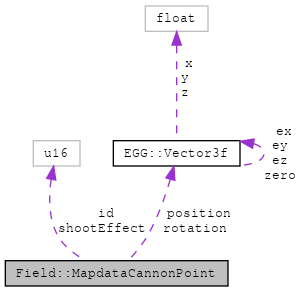 float
x
y
z
u16
EGG::Vector3f
ex
ey
ez
zero
id
shootEffect
position
rotation
Field::MapdataCannonPoint